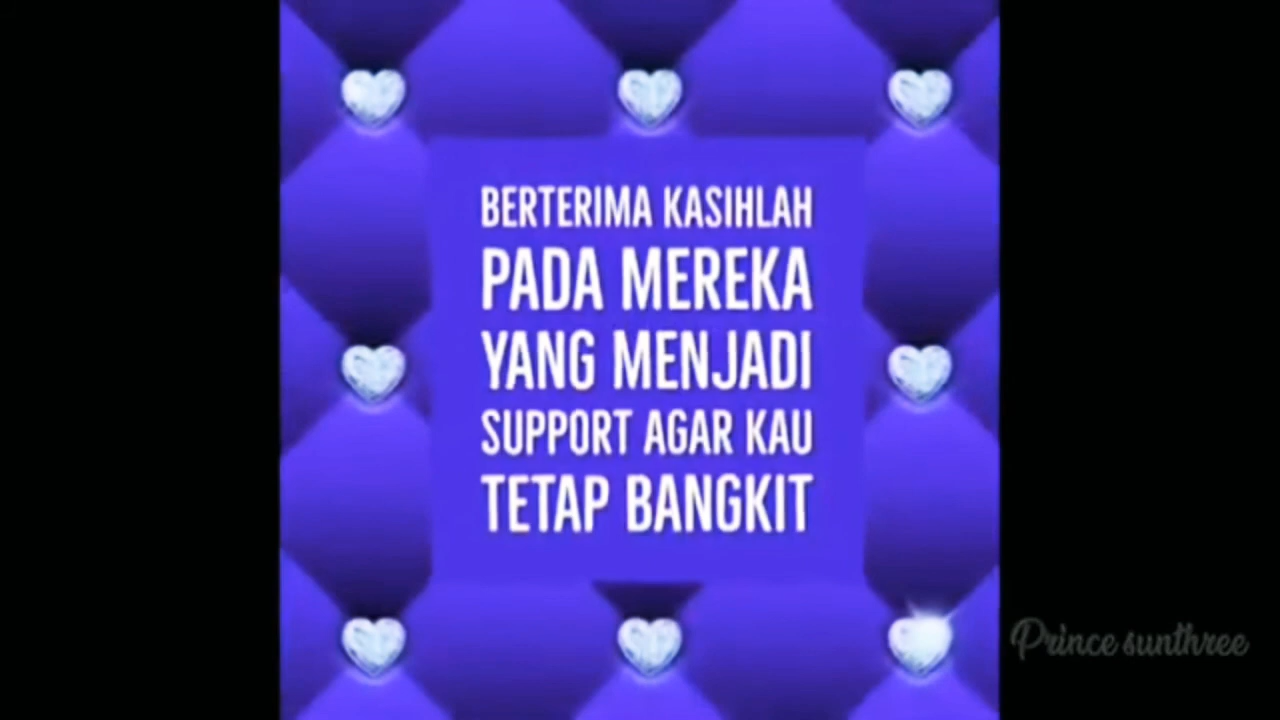 BERTERIMA KASIHLAH
PADA MEREKA
YANG MENJADI
SUPPORT AGAR KAU
TETAP BANGKIT
Prince sunthree